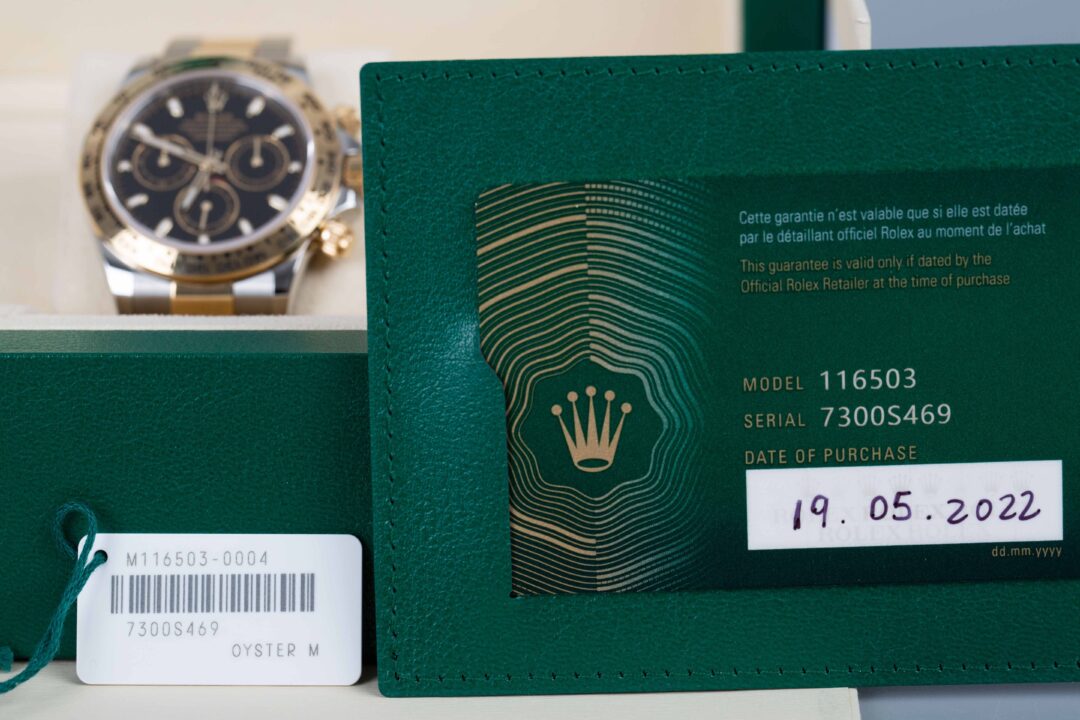 Cette garantie n'est valable que si elle est datée
par le détaillant officiel Rolex au moment de l'achat
This guarantee is valid only if dated by the
Official Rolex Retailer at the time of purchase
MODEL 116503
SERIAL 7300S469
DATE OF PURCHASE
19.05.2022
dd.mm.yyyy
M116503-0004
7300S469
OYSTER M